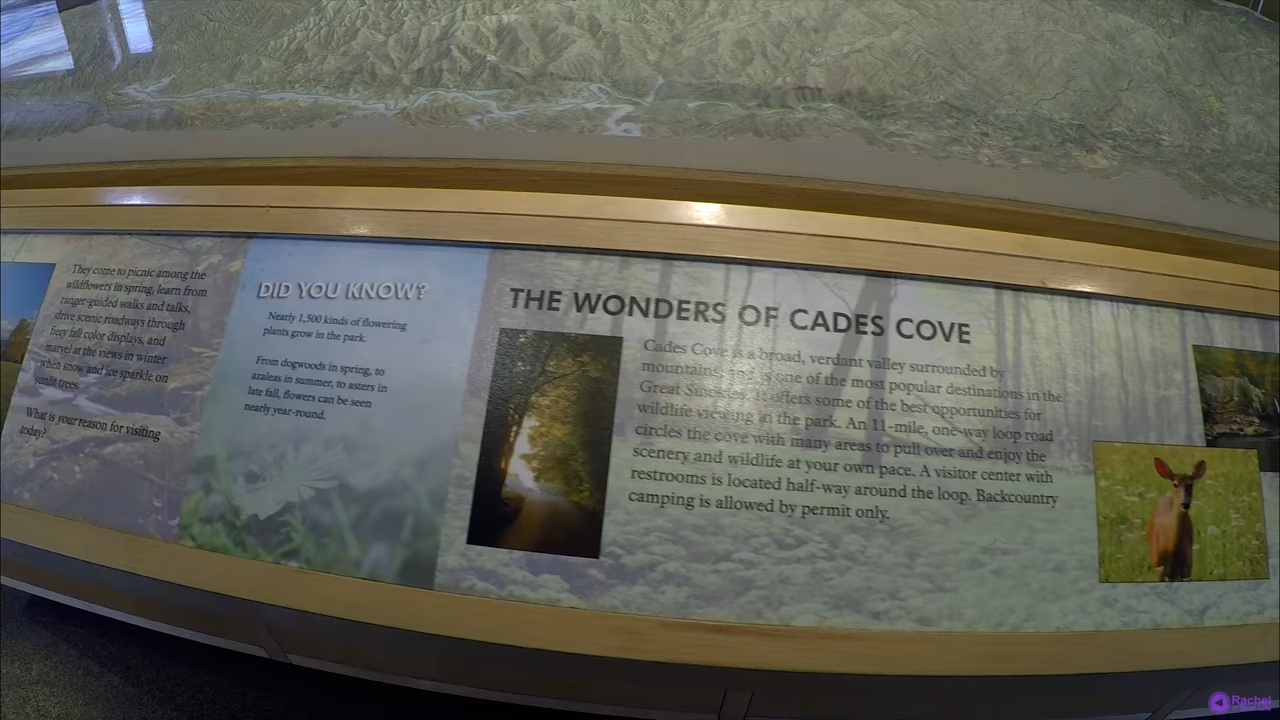 They come to picnic among the
wildflowers in spring, learn from
ranger-guided walks and talks,
drive scenic roadways through
fiery fall color displays, and
marvel at the views in winter
when snow and ice sparkle on
sunlit trees.
What is your reason for visiting
today?
DID YOU KNOW?
Nearly 1,500 kinds of flowering
plants grow in the park.
From dogwoods in spring, to
azaleas in summer, to asters in
late fall, flowers can be seen
nearly year-round.
THE WONDERS OF CADES COVE
Cades Cove is a broad, verdant valley surrounded by
mountains, and is one of the most popular destinations in the
Great offers some of the best opportunities for
wildlife viewing in the park. An 11-mile, one-way loop road
circles the cove with many areas to pull over and enjoy the
scenery and wildlife at your own pace. A visitor center with
restrooms is located half-way around the loop. Backcountry
camping is allowed by permit only.
Rachel